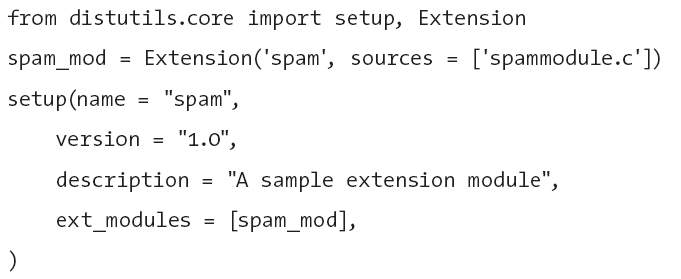 from distutils.core import setup, Extension
spam_mod = Extension('spam', sources = ['spammodule.c'])
setup(name = "spam",
    version = "1.0",
    description = "A sample extension module",
    ext_modules = [spam_mod],
)